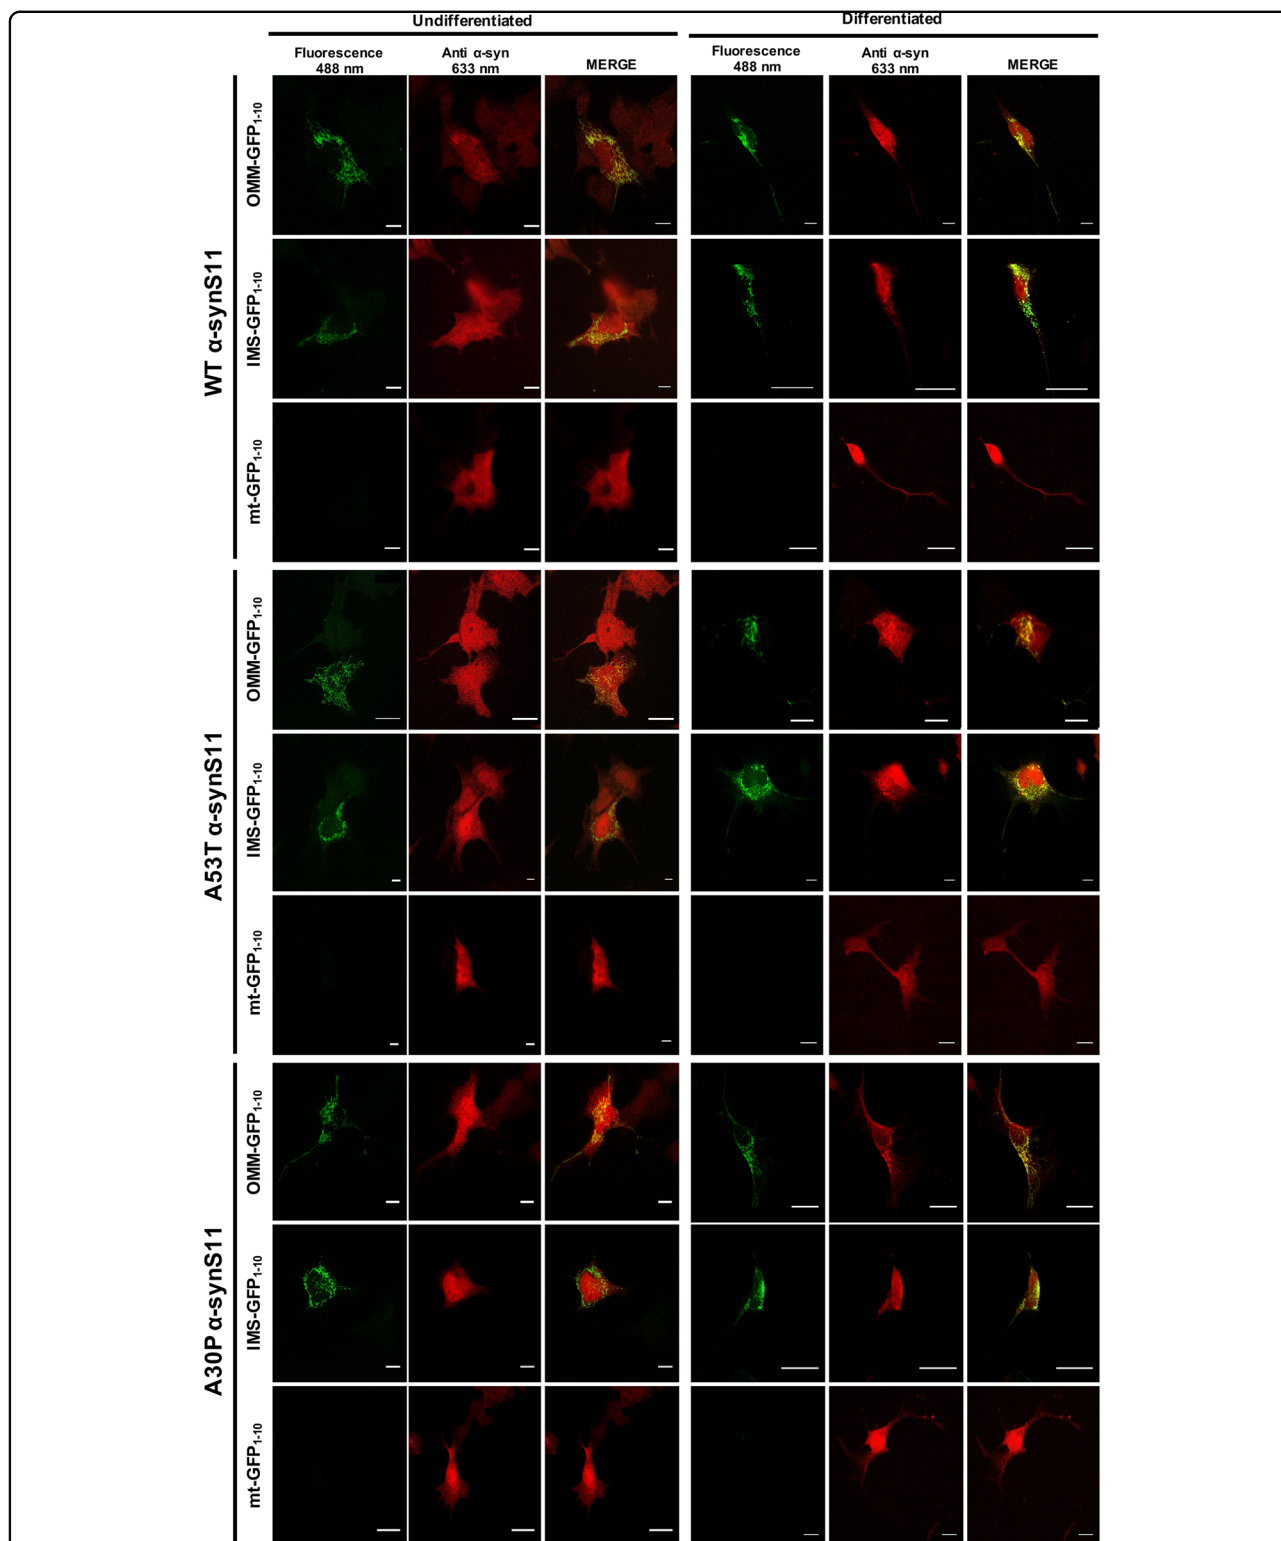 Undifferentiated
Differentiated
Fluorescence
488 nm
Anti α-syn
633 nm
MERGE
Fluorescence
488 nm
Anti α-syn
633 nm
MERGE
WT α-synS11
OMM-GFP1-10
IMS-GFP1-10
mt-GFP1-10
A53T α-synS11
OMM-GFP1-10
IMS-GFP1-10
mt-GFP1-10
A30P α-synS11
OMM-GFP1-10
IMS-GFP1-10
mt-GFP1-10